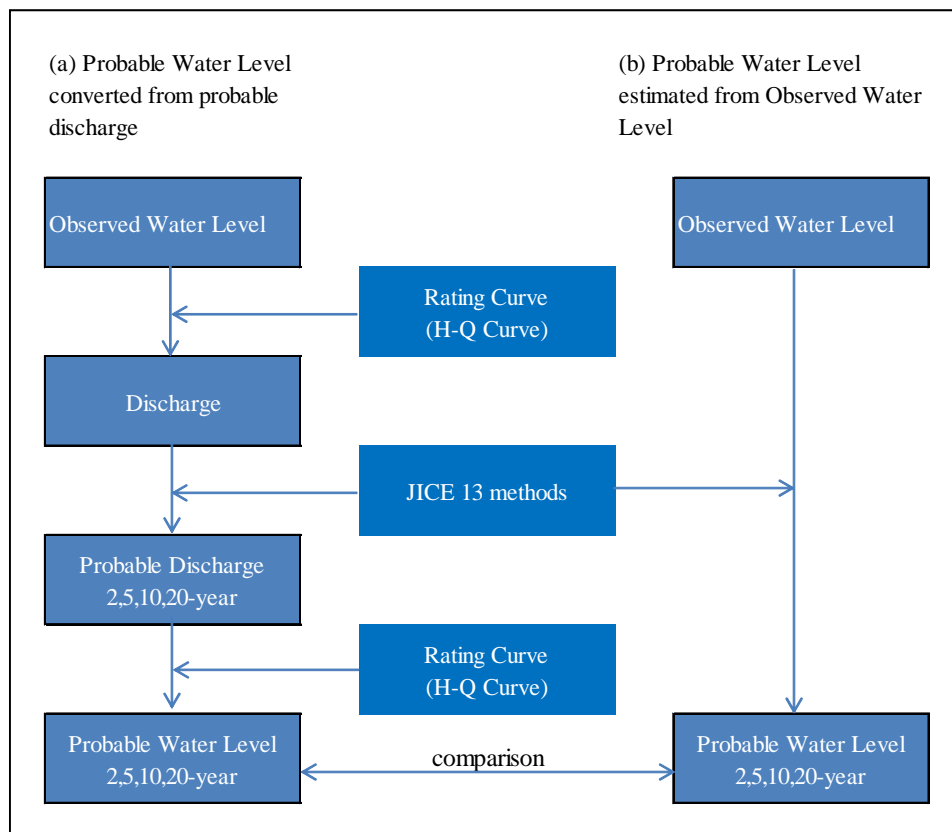 (a) Probable Water Level
converted from probable
discharge
(b) Probable Water Level
estimated from Observed Water
Level
Observed Water Level
Observed Water Level
Rating Curve
(H-Q Curve)
Discharge
JICE 13 methods
Probable Discharge
2,5,10,20-year
Rating Curve
(H-Q Curve)
Probable Water Level
2,5,10,20-year
comparison
Probable Water Level
2,5,10,20-year